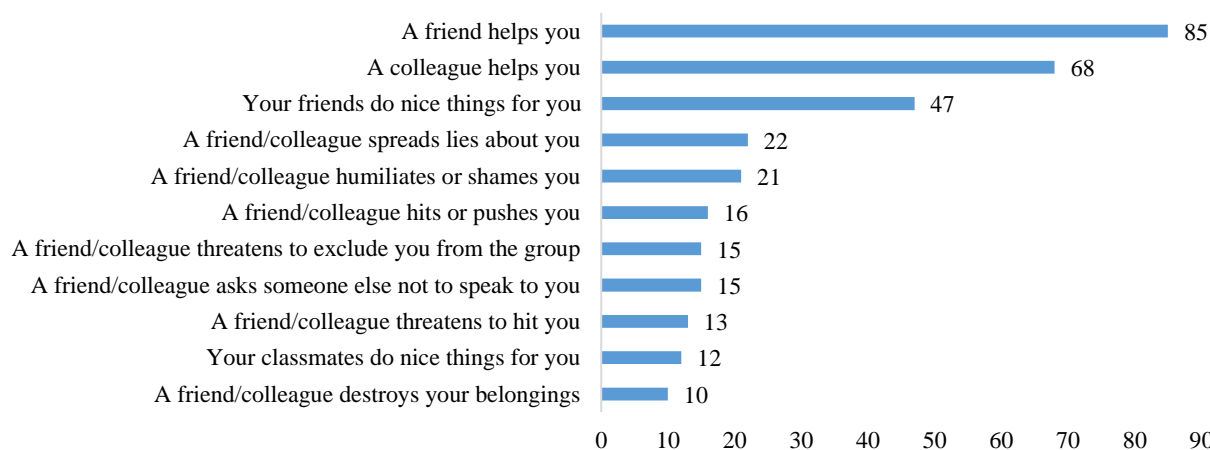 A friend helps you 85
A colleague helps you 68
Your friends do nice things for you 47
A friend/colleague spreads lies about you 22
A friend/colleague humiliates or shames you 21
A friend/colleague hits or pushes you 16
A friend/colleague threatens to exclude you from the group 15
A friend/colleague asks someone else not to speak to you 15
A friend/colleague threatens to hit you 13
Your classmates do nice things for you 12
A friend/colleague destroys your belongings 10
0 10 20 30 40 50 60 70 80 90